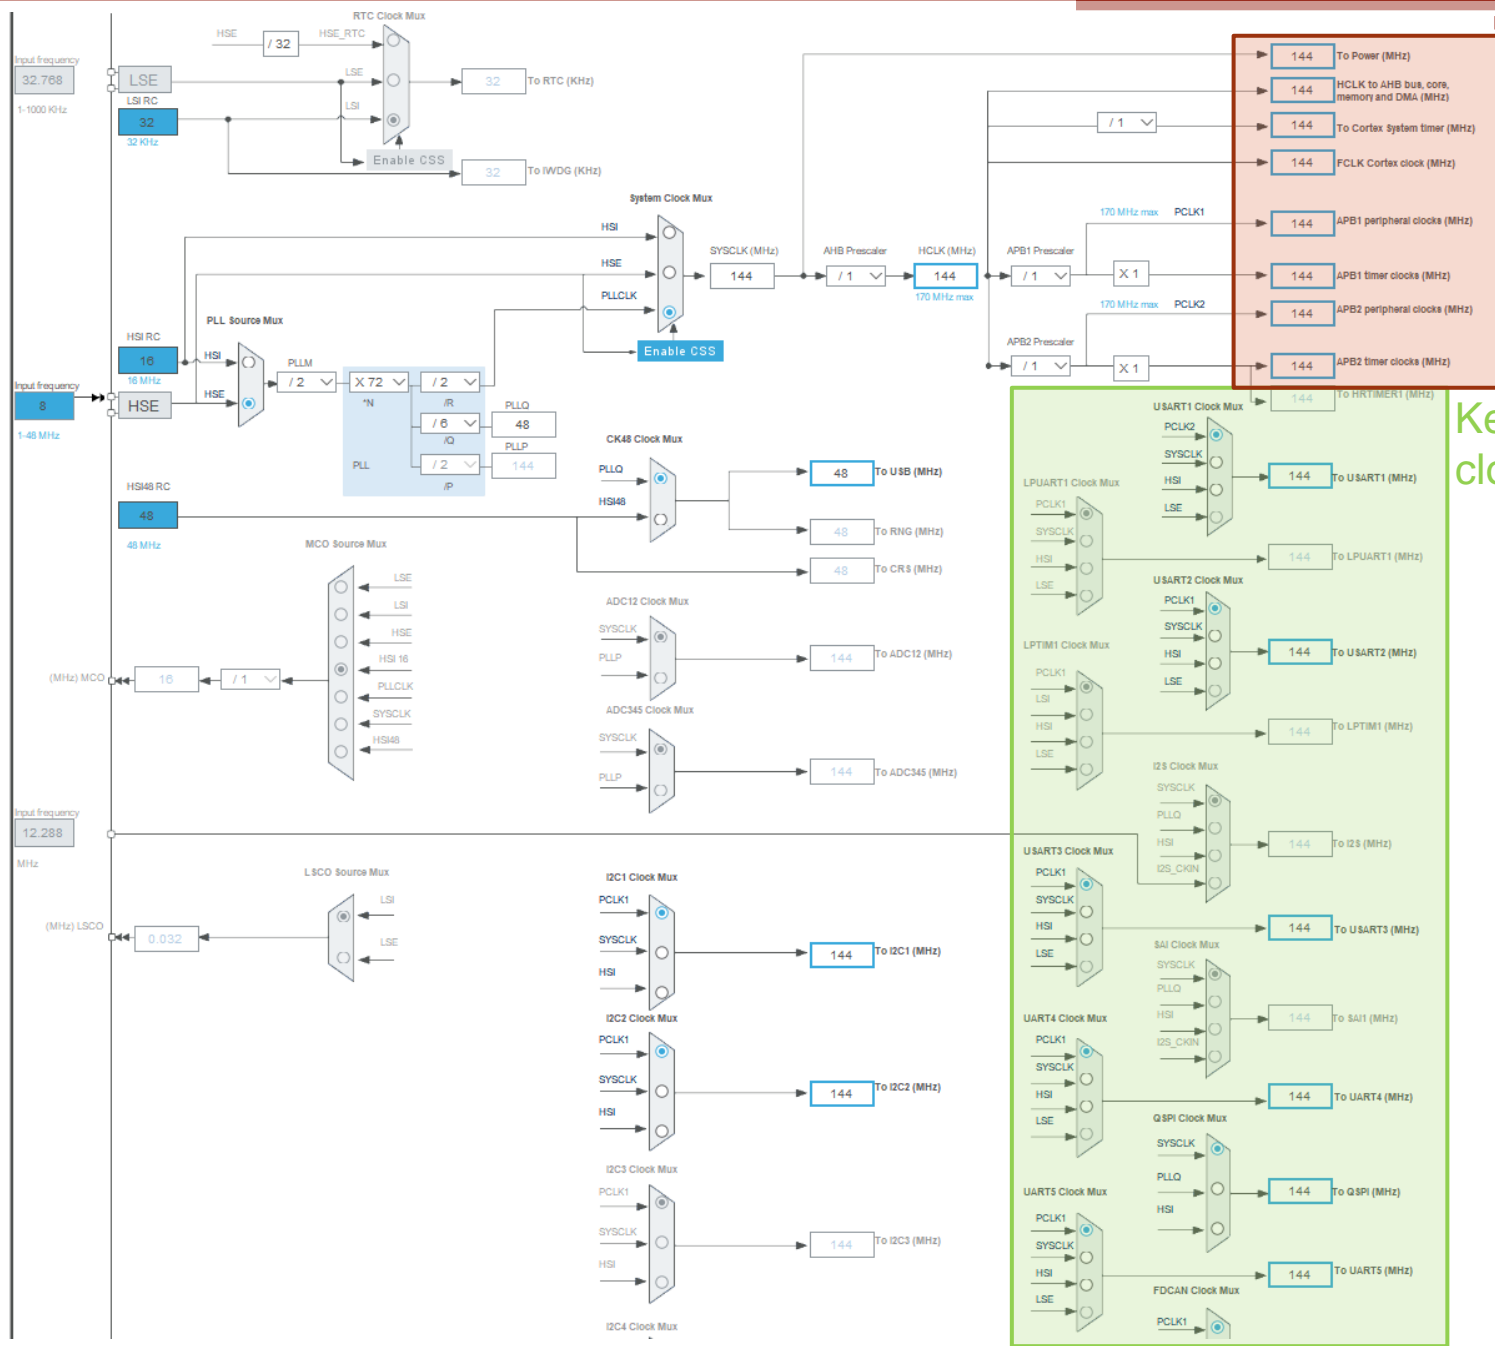 RTC Clock Mux
HSE
/ 32
HSE_RTC
Input frequency
32.768
1-1000 KHz
LSE
LSE
32
To RTC (KHz)
LSI RC
32
32 KHz
LSI
Enable CSS
32
To IWDG (KHz)
144
To Power (MHz)
144
HCLK to AHB bus, core,
memory and DMA (MHz)
/ 1
144
To Cortex System timer (MHz)
144
FCLK Cortex clock (MHz)
System Clock Mux
HSI
HSE
PLLCLK
Enable CSS
SYSCLK (MHz)
144
AHB Prescaler
/ 1
HCLK (MHz)
144
170 MHz max
APB1 Prescaler
/ 1
170 MHz max
PCLK1
X 1
144
APB1 peripheral clocks (MHz)
144
APB1 timer clocks (MHz)
170 MHz max
PCLK2
144
APB2 peripheral clocks (MHz)
APB2 Prescaler
/ 1
X 1
144
APB2 timer clocks (MHz)
144
To HRTIMER1 (MHz)
HSI RC
16
16 MHz
PLL Source Mux
HSI
HSE
Input frequency
8
1-48 MHz
HSE
PLLM
/ 2
X 72
*N
/ 2
/R
/ 6
/Q
/ 2
/P
PLL
PLLQ
48
PLLP
144
HSI48 RC
48
48 MHz
CK48 Clock Mux
PLLQ
HSI48
48
To USB (MHz)
48
To RNG (MHz)
48
To CRS (MHz)
MCO Source Mux
LSE
LSI
HSE
HSI 16
PLLCLK
SYSCLK
HSI48
(MHz) MCO
16
/ 1
ADC12 Clock Mux
SYSCLK
PLLP
144
To ADC12 (MHz)
ADC345 Clock Mux
SYSCLK
PLLP
144
To ADC345 (MHz)
Input frequency
12.288
MHz
LSCO Source Mux
LSI
LSE
(MHz) LSCO
0.032
I2C1 Clock Mux
PCLK1
SYSCLK
HSI
144
To I2C1 (MHz)
I2C2 Clock Mux
PCLK1
SYSCLK
HSI
144
To I2C2 (MHz)
I2C3 Clock Mux
PCLK1
SYSCLK
HSI
144
To I2C3 (MHz)
I2C4 Clock Mux
Ke
clo
USART1 Clock Mux
PCLK2
SYSCLK
HSI
LSE
144
To USART1 (MHz)
LPUART1 Clock Mux
PCLK1
SYSCLK
HSI
LSE
144
To LPUART1 (MHz)
USART2 Clock Mux
PCLK1
SYSCLK
HSI
LSE
144
To USART2 (MHz)
LPTIM1 Clock Mux
PCLK1
LSI
HSI
LSE
144
To LPTIM1 (MHz)
I2S Clock Mux
SYSCLK
PLLQ
HSI
I2S_CKIN
144
To I2S (MHz)
USART3 Clock Mux
PCLK1
SYSCLK
HSI
LSE
144
To USART3 (MHz)
SAI Clock Mux
SYSCLK
PLLQ
HSI
I2S_CKIN
144
To SAI1 (MHz)
UART4 Clock Mux
PCLK1
SYSCLK
HSI
LSE
144
To UART4 (MHz)
QSPI Clock Mux
SYSCLK
PLLQ
HSI
144
To QSPI (MHz)
UART5 Clock Mux
PCLK1
SYSCLK
HSI
LSE
144
To UART5 (MHz)
FDCAN Clock Mux
PCLK1